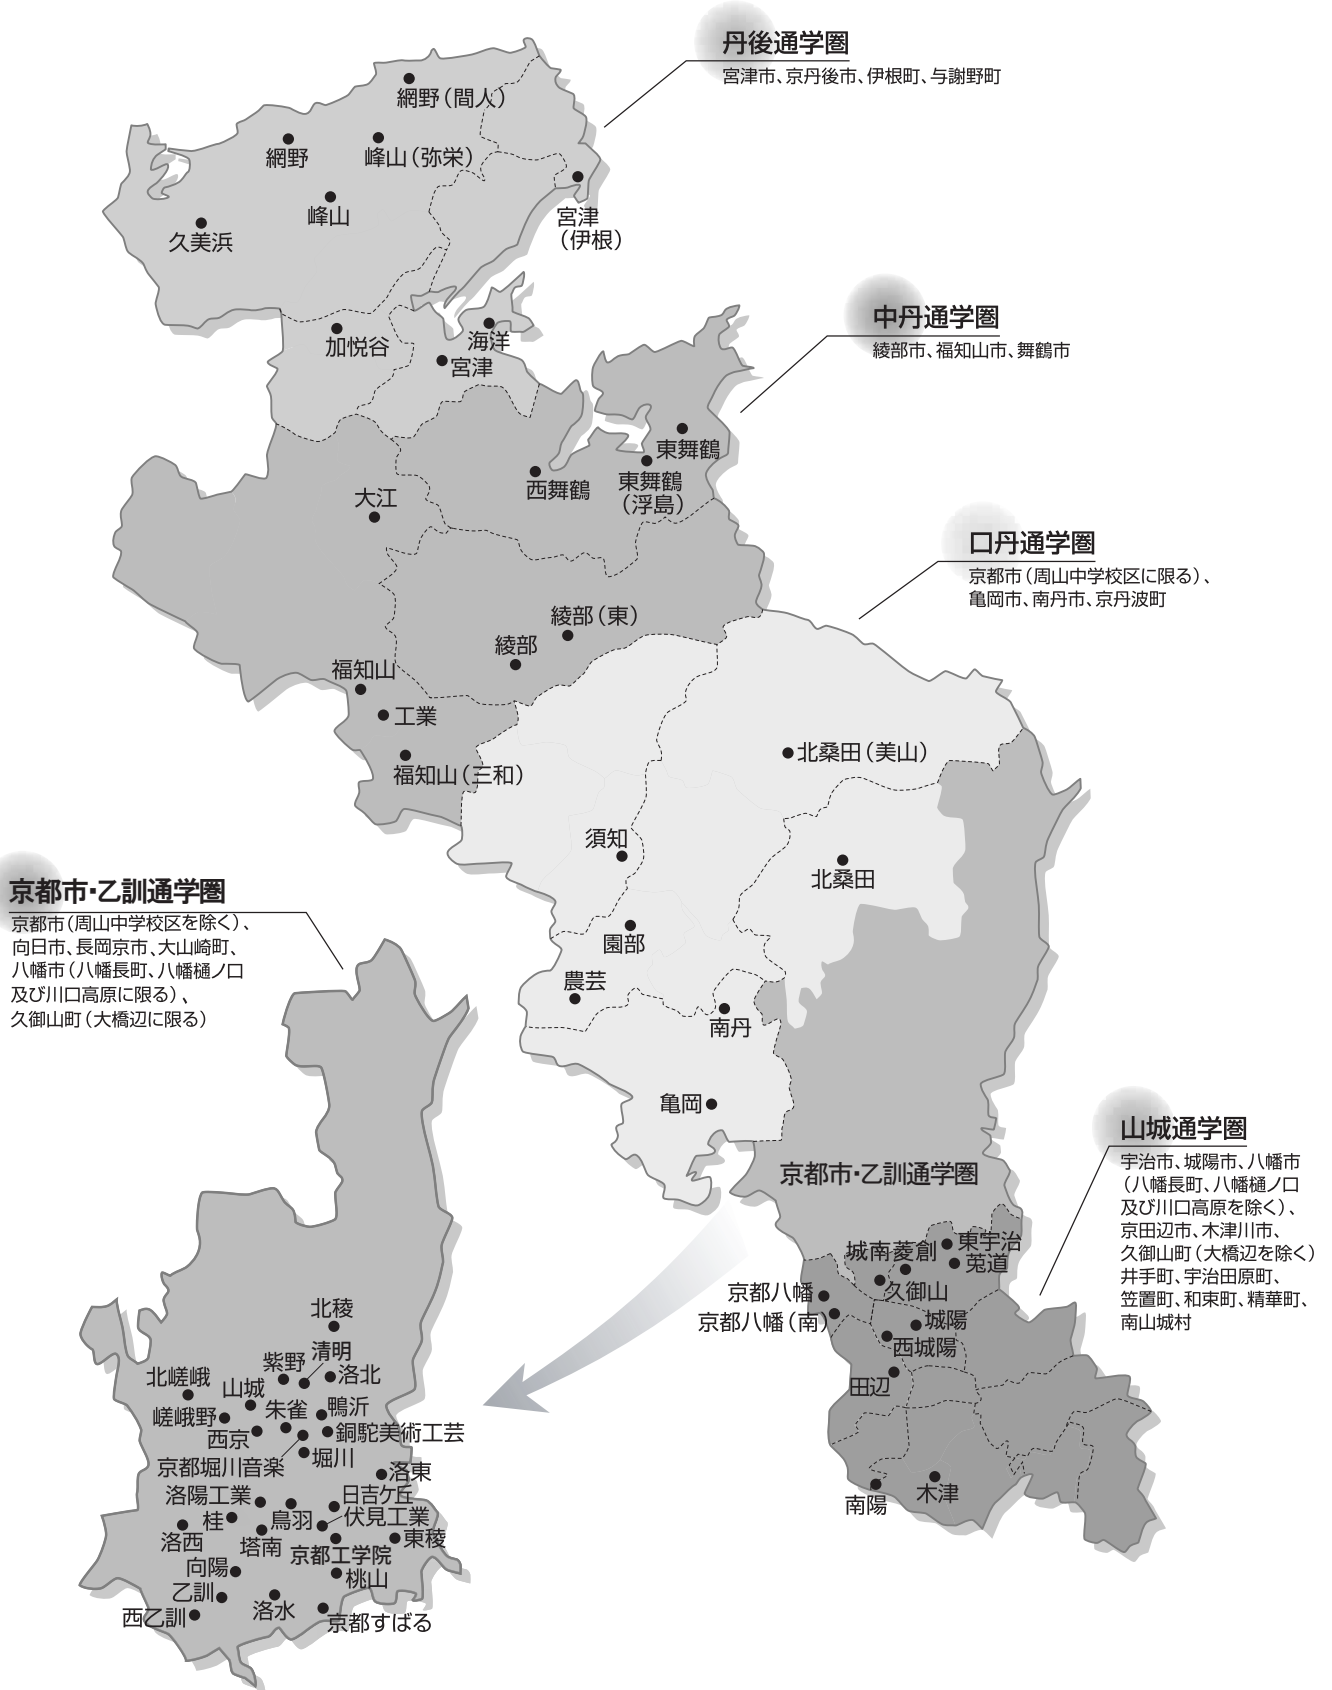 丹後通学圏
宮津市、京丹後市、伊根町、与謝野町
網野（間人）
網野
峰山（弥栄）
峰山
久美浜
宮津
（伊根）
中丹通学圏
綾部市、福知山市、舞鶴市
加悦谷
海洋
宮津
東舞鶴
西舞鶴
東舞鶴
（浮島）
大江
口丹通学圏
京都市（周山中学校区に限る）、
亀岡市、南丹市、京丹波町
綾部（東）
綾部
福知山
工業
福知山（三和）
北桑田（美山）
須知
北桑田
園部
農芸
南丹
亀岡
京都市・乙訓通学圏
京都市（周山中学校区を除く）、
向日市、長岡京市、大山崎町、
八幡市（八幡長町、八幡樋ノ口
及び川口高原に限る）、
久御山町（大橋辺に限る）
山城通学圏
宇治市、城陽市、八幡市
（八幡長町、八幡樋ノ口
及び川口高原を除く）、
京田辺市、木津川市、
久御山町（大橋辺を除く）
井手町、宇治田原町、
笠置町、和束町、精華町、
南山城村
京都市・乙訓通学圏
東宇治
城南菱創
莵道
久御山
京都八幡
京都八幡（南）
城陽
西城陽
田辺
南陽
木津
北稜
清明
紫野
洛北
北嵯峨
山城
嵯峨野
朱雀
鴨沂
西京
銅駝美術工芸
京都堀川音楽
堀川
洛東
洛陽工業
日吉ケ丘
桂
鳥羽
伏見工業
洛西
塔南
京都工学院
東稜
向陽
桃山
乙訓
西乙訓
洛水
京都すばる